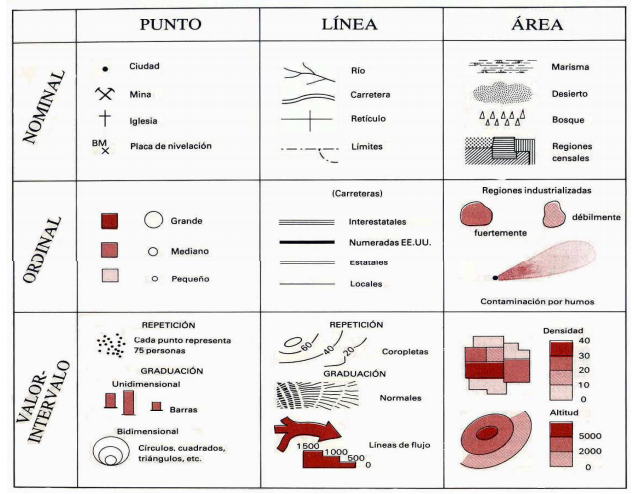 PUNTO
LÍNEA
ÁREA
NOMINAL
Ciudad
Mina
Iglesia
BM
Placa de nivelación
Río
Carretera
Retículo
Límites
Marisma
Desierto
Bosque
Regiones
censales
ORDINAL
Grande
Mediano
Pequeño
(Carreteras)
Interestatales
Numeradas EE.UU.
Estatales
Locales
Regiones industrializadas
débilmente
fuertemente
Contaminación por humos
VALOR-
INTERVALO
REPETICIÓN
Cada punto representa
75 personas
GRADUACIÓN
Unidimensional
Barras
Bidimensional
Círculos, cuadrados,
triángulos, etc.
REPETICIÓN
60
40
20
Coropletas
GRADUACIÓN
Normales
Líneas de flujo
1500
1000
500
0
Densidad
40
30
20
10
0
Altitud
5000
2000
0